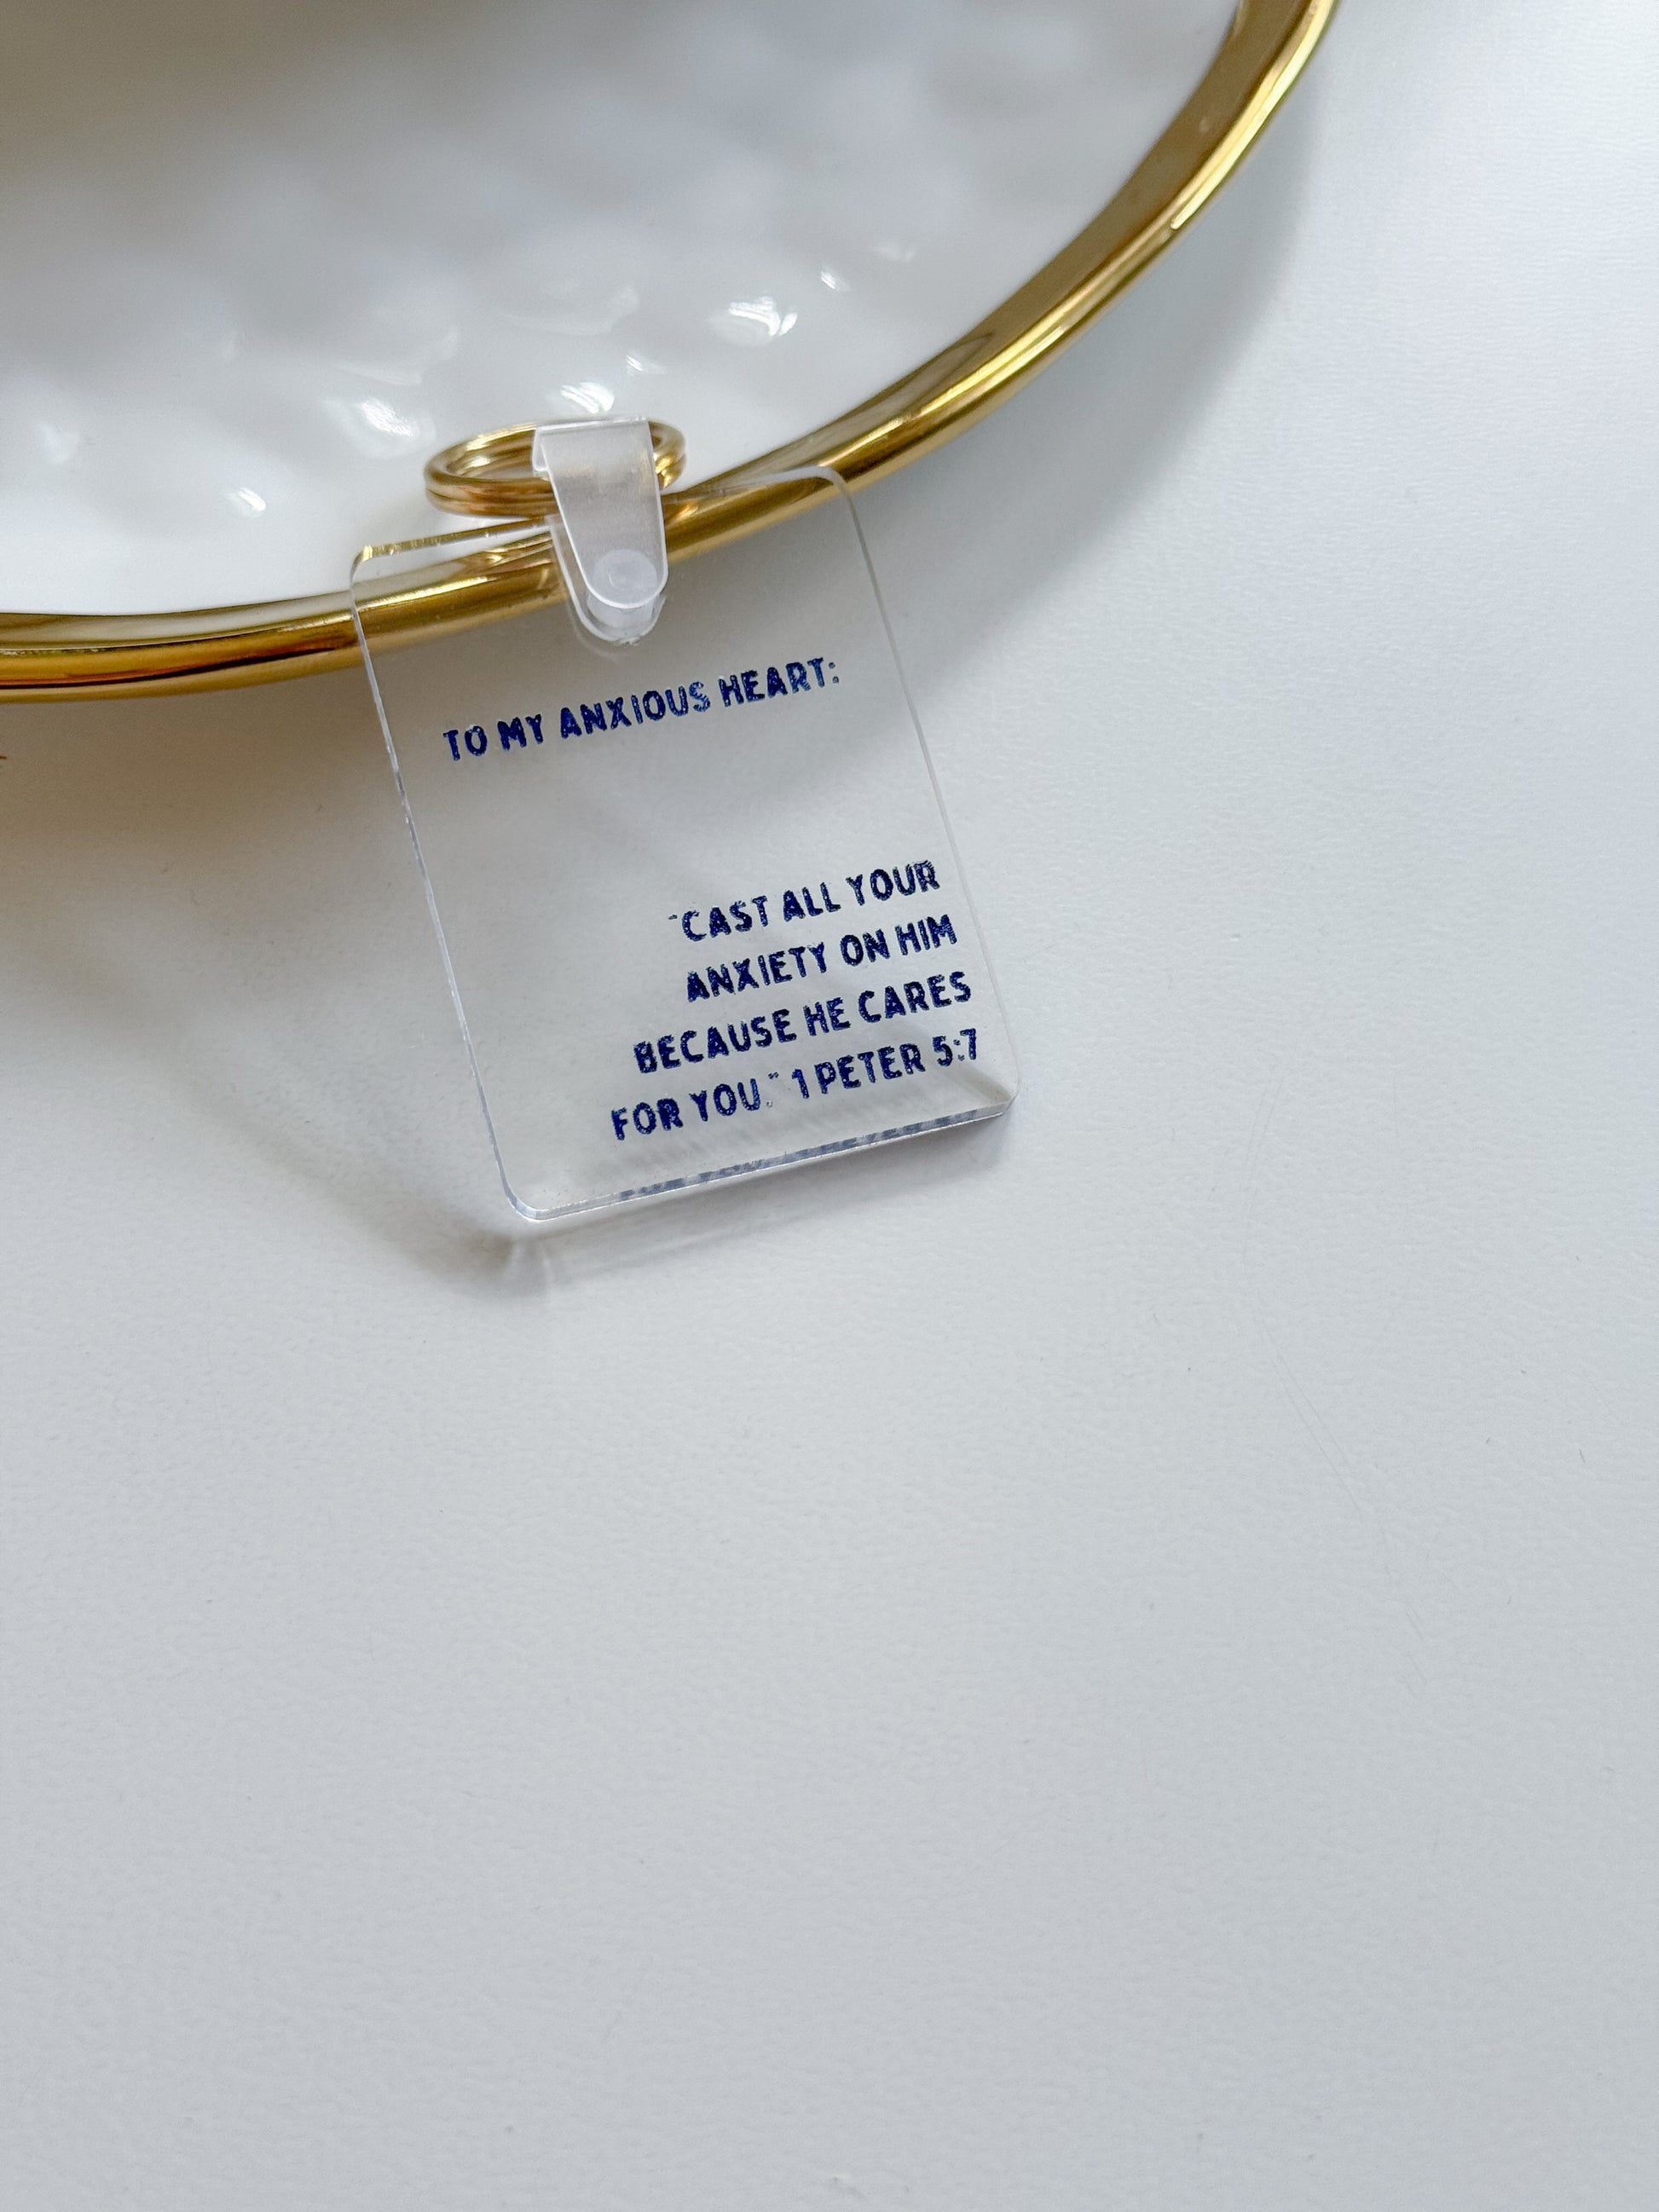 TO MY ANXIOUS HEART:
"CAST ALL YOUR
ANXIETY ON HIM
BECAUSE HE CARES
FOR YOU." 1 PETER 5:7